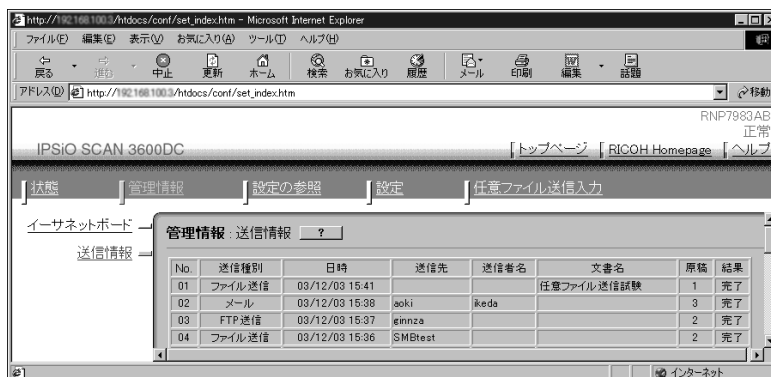 http://192.168.100.3/htdocs/conf/set_index.htm - Microsoft Internet Explorer
ファイル(F) 編集(E) 表示(V) お気に入り(A) ツール(T) ヘルプ(H)
戻る 進む 中止 更新 ホーム 検索 お気に入り 履歴 メール 印刷 編集 話題
アドレス(D) http://192.168.100.3/htdocs/conf/set_index.htm 移動
RNP7983AB
正常
IPSiO SCAN 3600DC [トップページ [RICOH Homepage [ヘルプ
状態 管理情報 設定の参照 設定 任意ファイル送信入力
イーサネットボード
送信情報
管理情報 : 送信情報 ?
No. 送信種別 日時 送信先 送信者名 文書名 原稿 結果
01 ファイル送信 03/12/03 15:41 任意ファイル送信試験 1 完了
02 メール 03/12/03 15:38 aoki ikeda 3 完了
03 FTP送信 03/12/03 15:37 ginnza 2 完了
04 ファイル送信 03/12/03 15:36 SMBtest 2 完了
インターネット